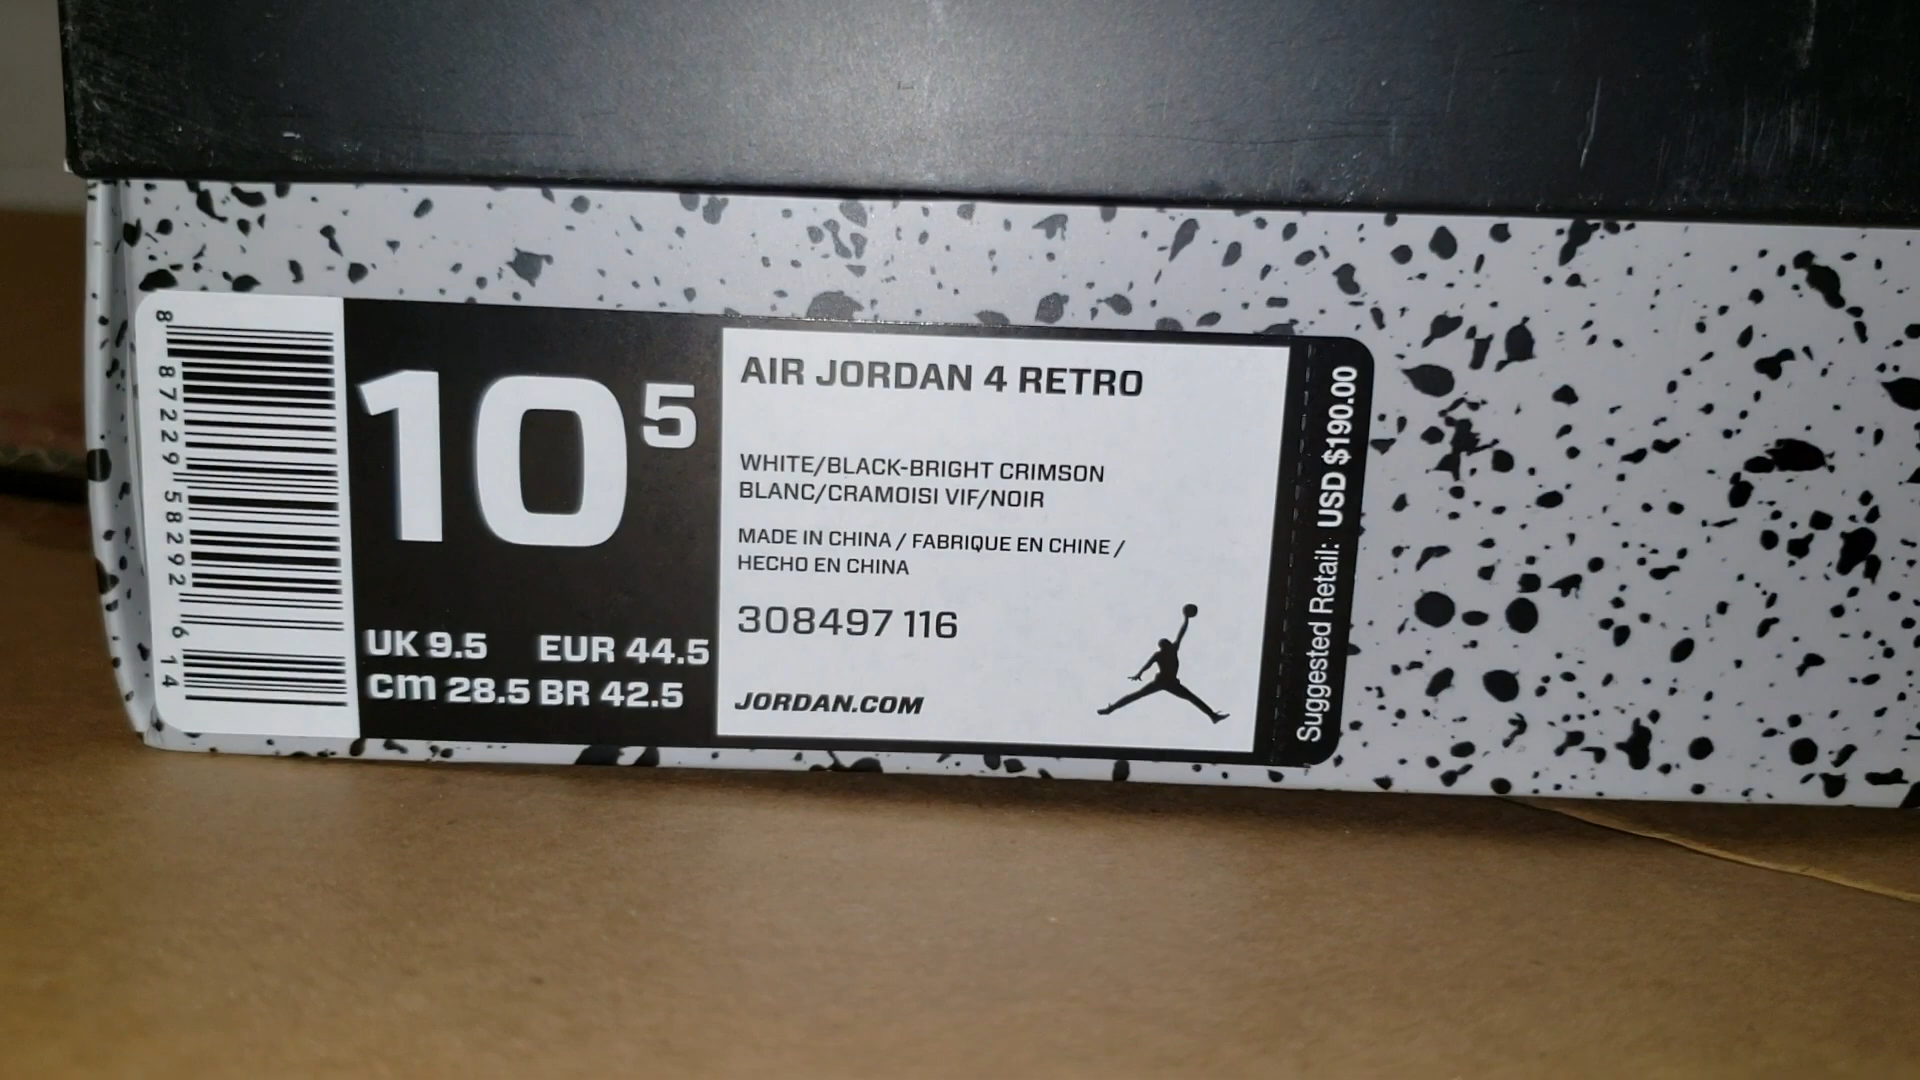 8 87229 58292 6 14
10 5
UK 9.5 EUR 44.5
cm 28.5 BR 42.5
AIR JORDAN 4 RETRO
WHITE/BLACK-BRIGHT CRIMSON
BLANC/CRAMOISI VIF/NOIR
MADE IN CHINA / FABRIQUE EN CHINE /
HECHO EN CHINA
308497 116
JORDAN.COM
Suggested Retail: USD $190.00